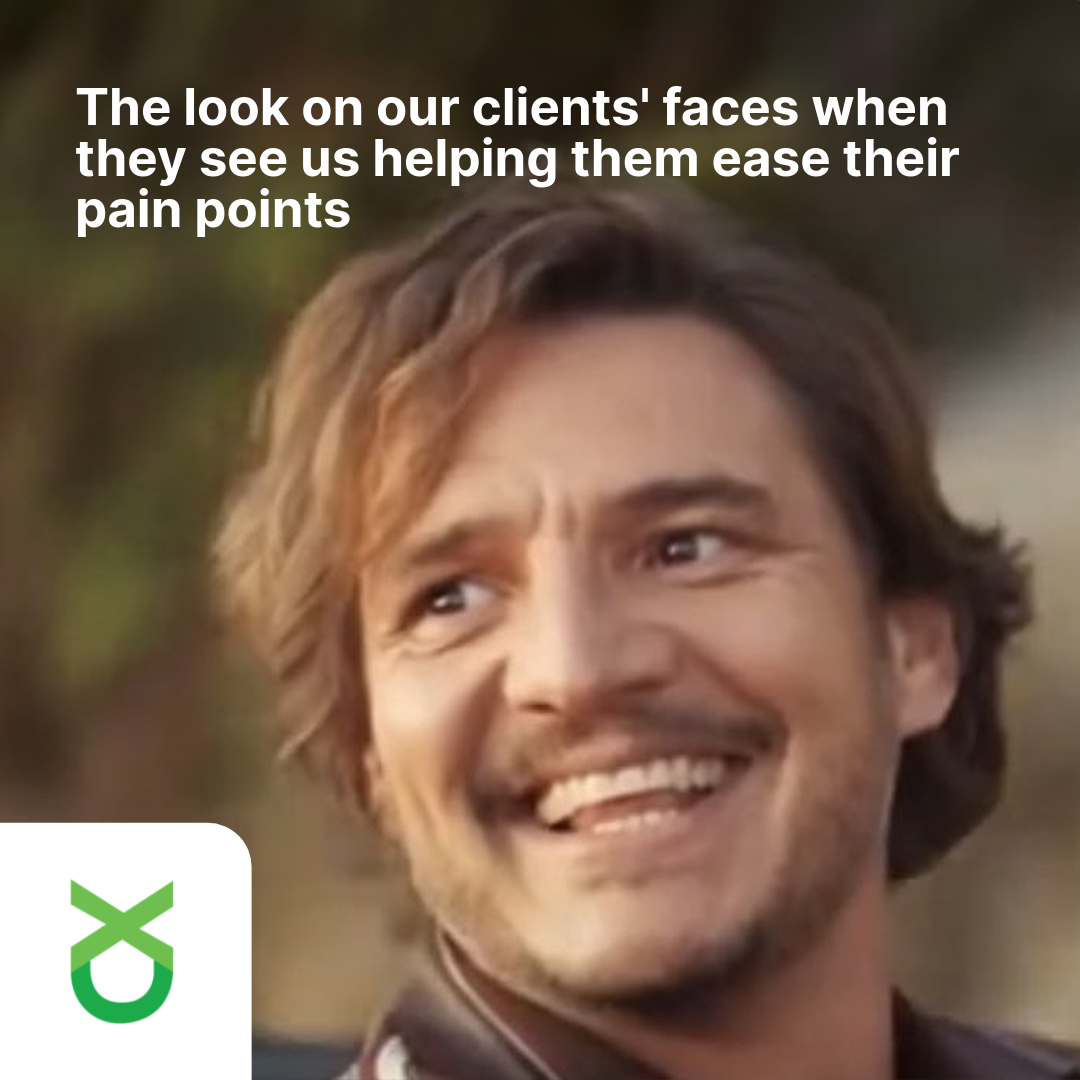 The look on our clients' faces when
they see us helping them ease their
pain points